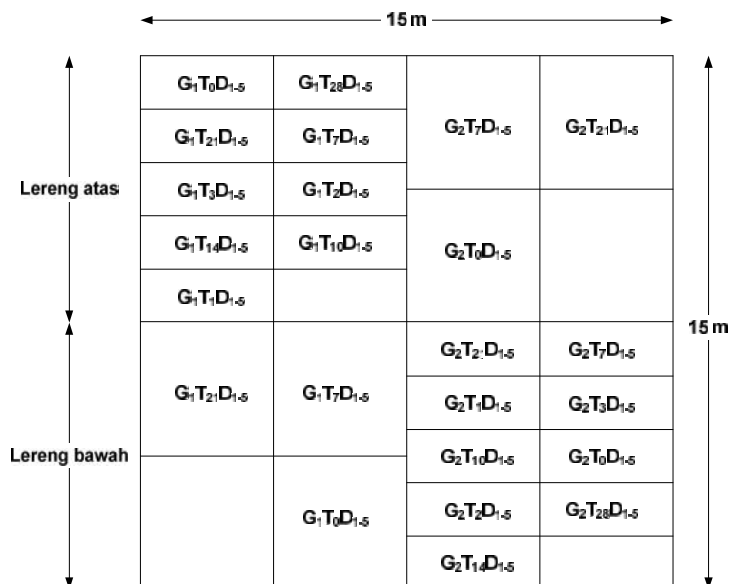 15 m
G₁T₀D₁₋₅ G₁T₂₈D₁₋₅
G₂T₇D₁₋₅ G₂T₂₁D₁₋₅
G₁T₂₁D₁₋₅ G₁T₇D₁₋₅
Lereng atas
G₁T₃D₁₋₅ G₁T₂D₁₋₅
G₁T₁₄D₁₋₅ G₁T₁₀D₁₋₅
G₂T₀D₁₋₅
G₁T₁D₁₋₅
15 m
G₂T₇D₁₋₅
G₁T₂₁D₁₋₅ G₁T₇D₁₋₅
G₂T₁D₁₋₅ G₂T₃D₁₋₅
Lereng bawah
G₂T₁₀D₁₋₅ G₂T₀D₁₋₅
G₁T₀D₁₋₅
G₂T₂D₁₋₅ G₂T₂₈D₁₋₅
G₂T₁₄D₁₋₅